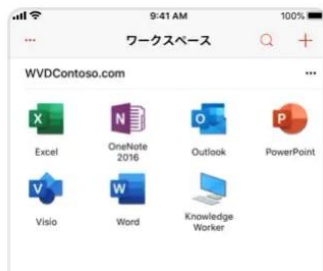 9:41 AM
100%
ワークスペース
WVDContoso.com
Excel
OneNote
2016
Outlook
PowerPoint
Visio
Word
Knowledge
Worker